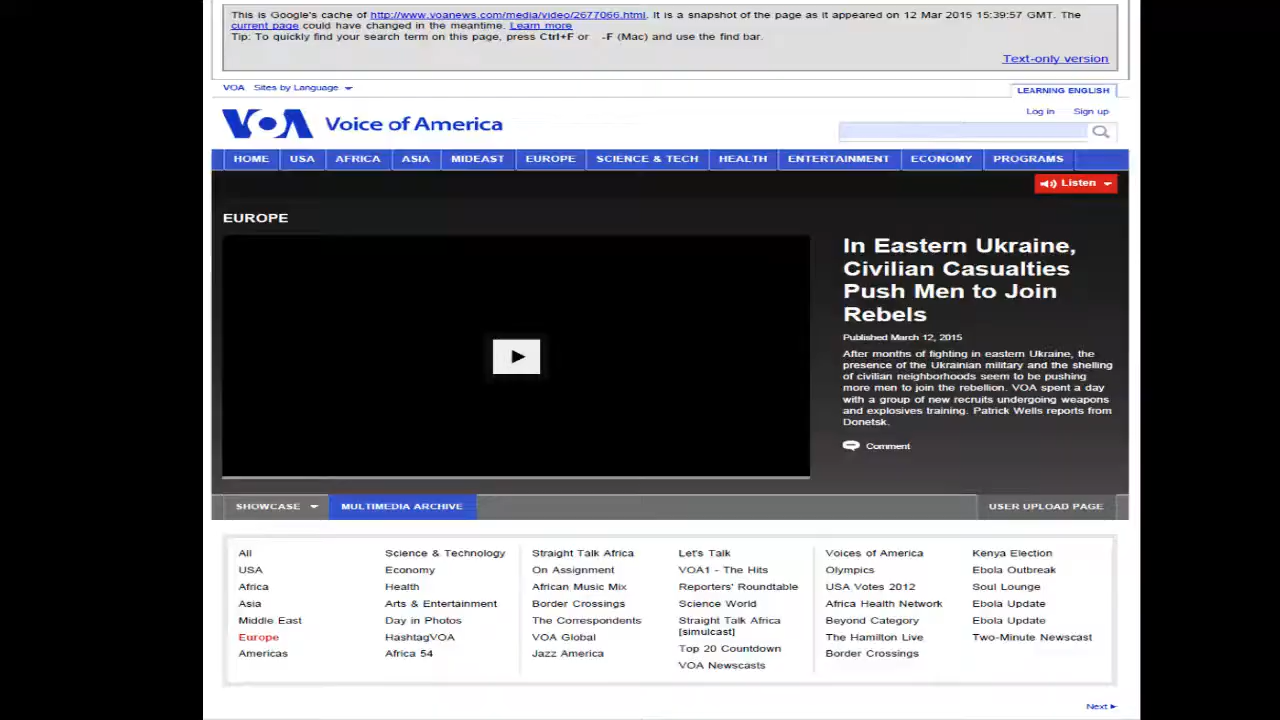 This is Google's cache of http://www.voanews.com/media/video/2677066.html. It is a snapshot of the page as it appeared on 12 Mar 2015 15:39:57 GMT. The
current page could have changed in the meantime. Learn more
Tip: To quickly find your search term on this page, press Ctrl+F or -F (Mac) and use the find bar.
Text-only version
VOA Sites by Language
LEARNING ENGLISH
Log in Sign up
VOA Voice of America
HOME USA AFRICA ASIA MIDEAST EUROPE SCIENCE & TECH HEALTH ENTERTAINMENT ECONOMY PROGRAMS
Listen
EUROPE
In Eastern Ukraine,
Civilian Casualties
Push Men to Join
Rebels
Published March 12, 2015
After months of fighting in eastern Ukraine, the
presence of the Ukrainian military and the shelling
of civilian neighborhoods seem to be pushing
more men to join the rebellion. VOA spent a day
with a group of new recruits undergoing weapons
and explosives training. Patrick Wells reports from
Donetsk.
Comment
SHOWCASE MULTIMEDIA ARCHIVE USER UPLOAD PAGE
All
USA
Africa
Asia
Middle East
Europe
Americas
Science & Technology
Economy
Health
Arts & Entertainment
Day in Photos
HashtagVOA
Africa 54
Straight Talk Africa
On Assignment
African Music Mix
Border Crossings
The Correspondents
VOA Global
Jazz America
Let's Talk
VOA1 - The Hits
Reporters' Roundtable
Science World
Straight Talk Africa
[simulcast]
Top 20 Countdown
VOA Newscasts
Voices of America
Olympics
USA Votes 2012
Africa Health Network
Beyond Category
The Hamilton Live
Border Crossings
Kenya Election
Ebola Outbreak
Soul Lounge
Ebola Update
Ebola Update
Two-Minute Newscast
Next